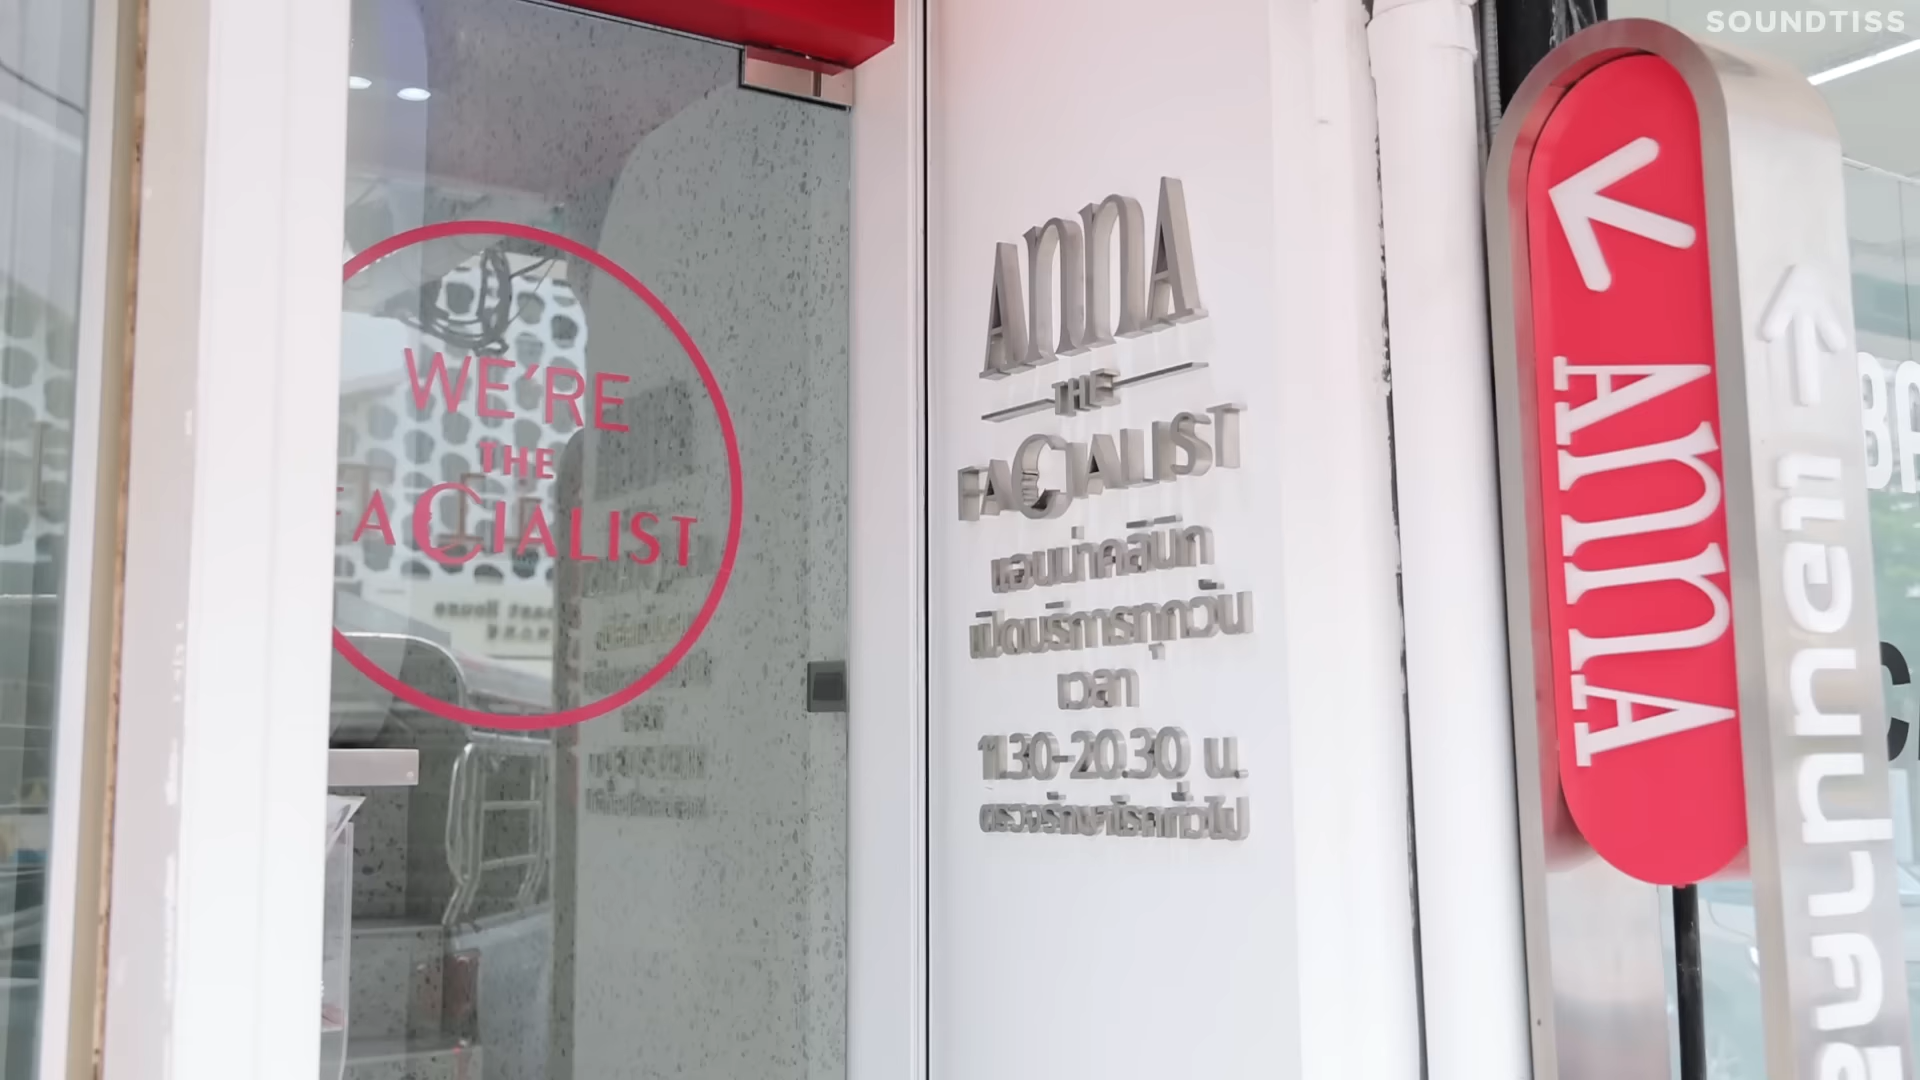 SOUNDTISS
WE'RE
THE
FACIALIST
AnnA
THE
FACIALIST
แอนน่าคลินิก
เปิดบริการทุกวัน
เวลา
11.30-20.30 น.
ตรวจรักษาโรคทั่วไป
AnnA